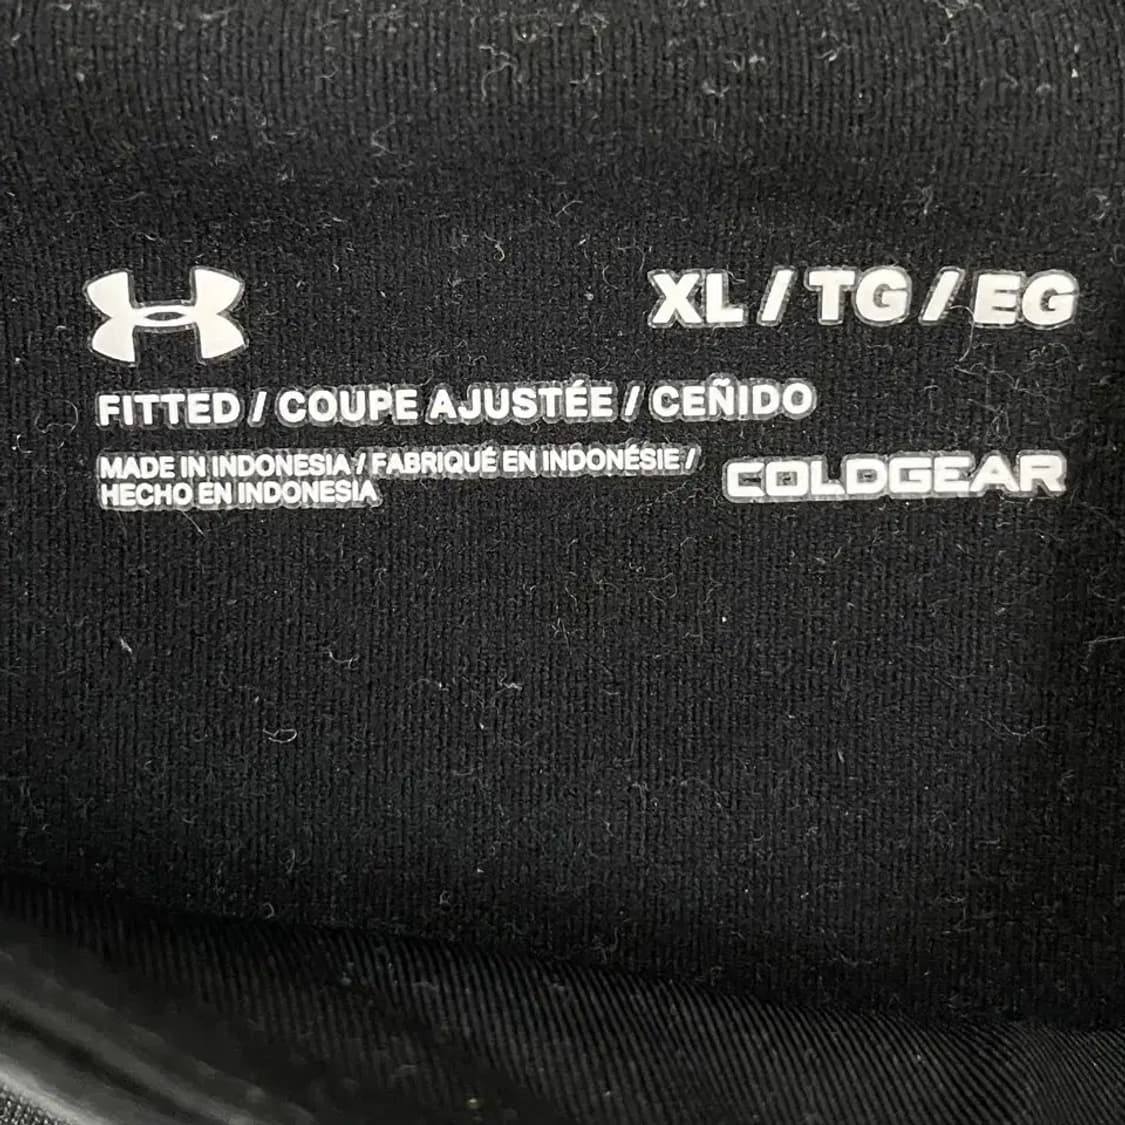 XL / TG / EG
FITTED / COUPE AJUSTÉE / CEÑIDO
MADE IN INDONESIA / FABRIQUÉ EN INDONÉSIE /
HECHO EN INDONESIA
COLDGEAR